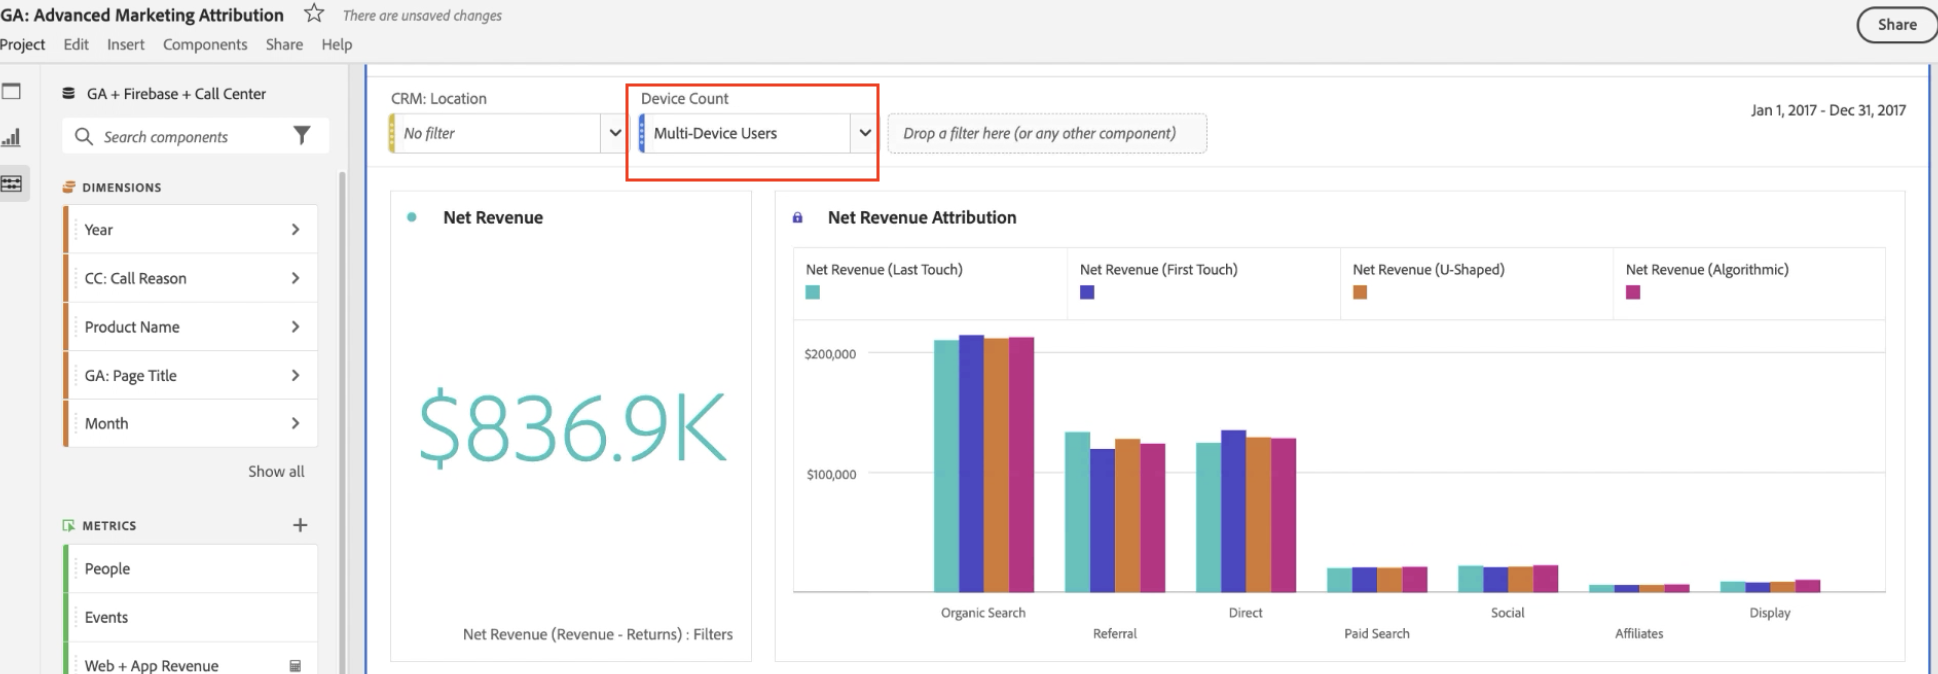 GA: Advanced Marketing Attribution
There are unsaved changes
Share
Project Edit Insert Components Share Help
GA + Firebase + Call Center
Search components
DIMENSIONS
Year
CC: Call Reason
Product Name
GA: Page Title
Month
Show all
METRICS
People
Events
Web + App Revenue
CRM: Location
No filter
Device Count
Multi-Device Users
Drop a filter here (or any other component)
Jan 1, 2017 - Dec 31, 2017
Net Revenue
$836.9K
Net Revenue (Revenue - Returns) : Filters
Net Revenue Attribution
Net Revenue (Last Touch)
Net Revenue (First Touch)
Net Revenue (U-Shaped)
Net Revenue (Algorithmic)
$200,000
$100,000
Organic Search
Referral
Direct
Paid Search
Social
Affiliates
Display